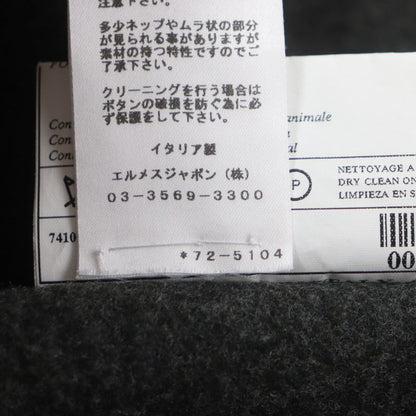 ご注意下さい。
多少ネップやムラ状の部分
が見られる事がありますが
素材の持つ特性ですのでご
了承下さい。
クリーニングを行う場合は
ボタンの破損を防ぐ為に必
ず保護をして下さい。
イタリア製
エルメスジャポン (株)
03-3569-3300
*72-5104
Con
Con
Con
7410
animale
al
P
NETTOYAGE A
DRY CLEAN ON
LIMPIEZA EN S
00